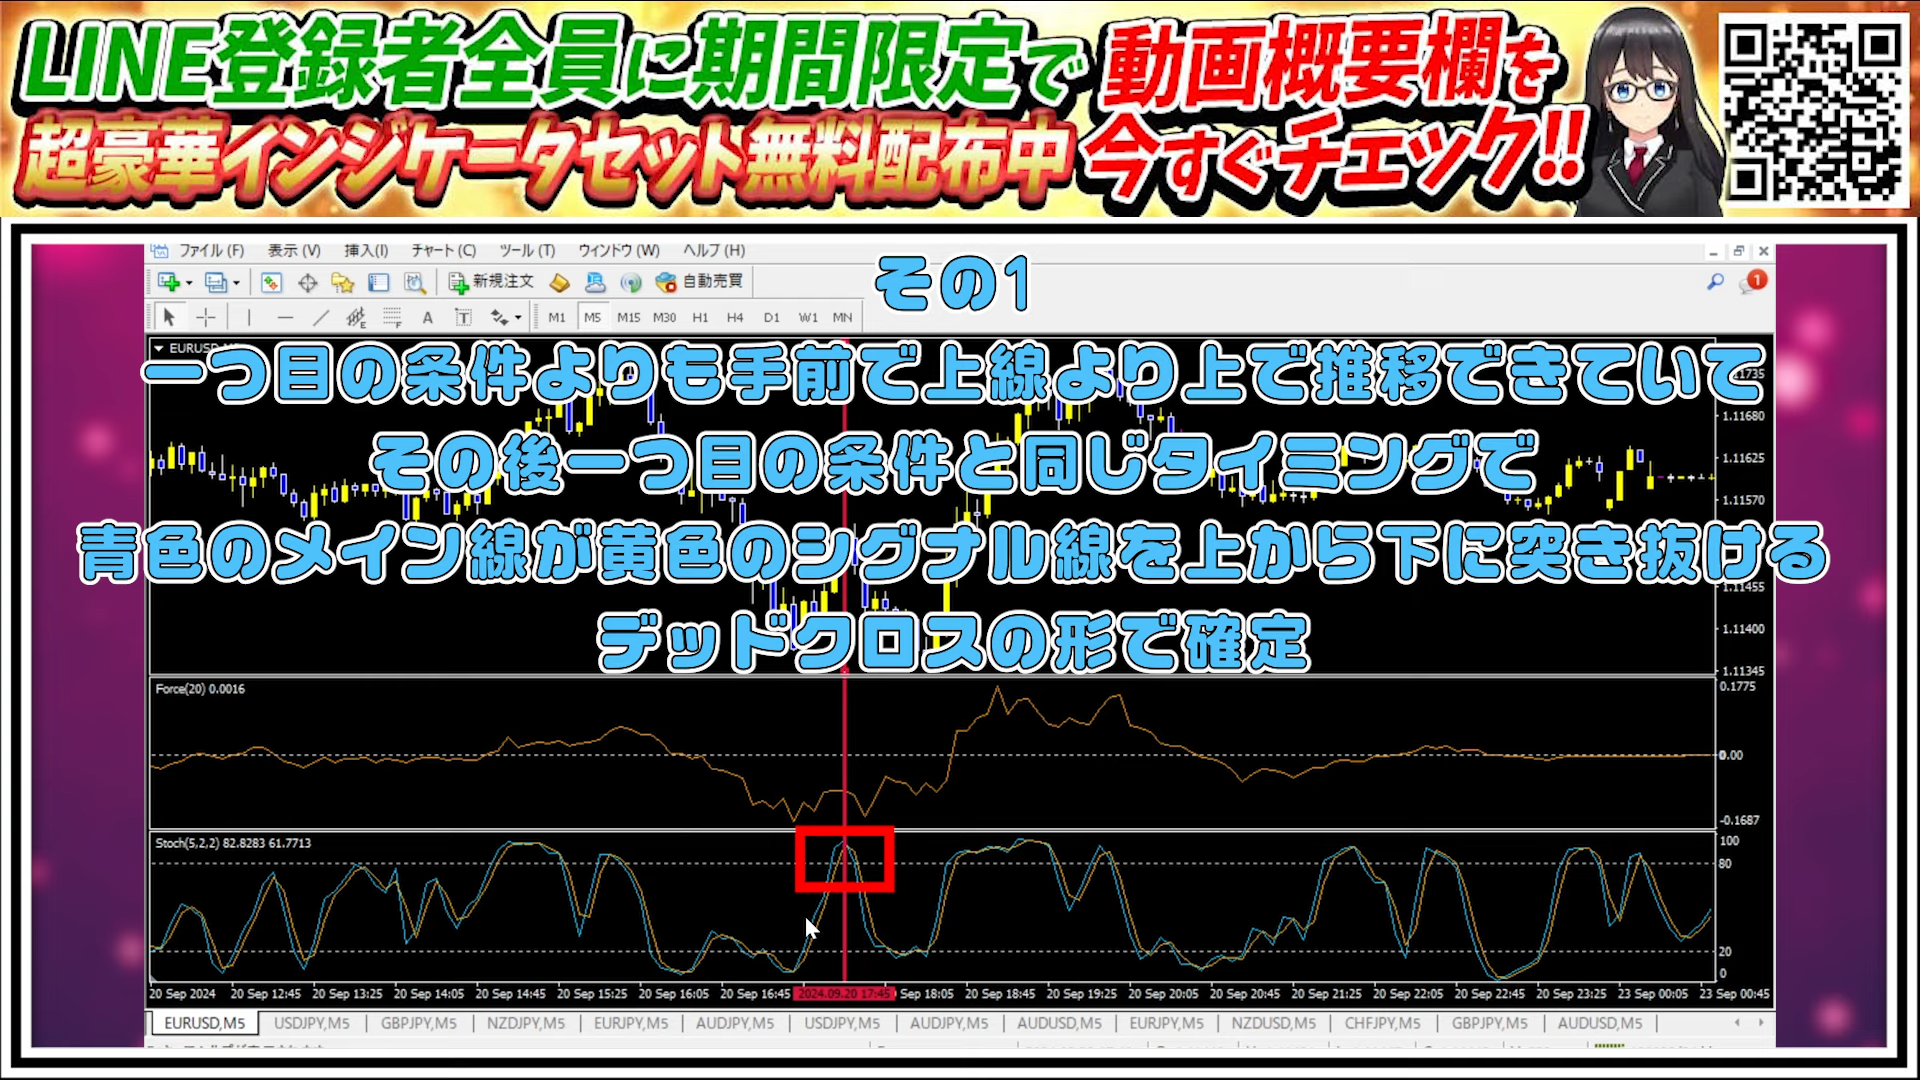 LINE登録者全員に期間限定で
超豪華インジケータセット無料配布中
動画概要欄を
今すぐチェック!!
ファイル (F) 表示 (V) 挿入(I) チャート (C) ツール (T) ウィンドウ (W) ヘルプ (H)
新規注文 自動売買
1
M1 M5 M15 M30 H1 H4 D1 W1 MN
その1
一つ目の条件よりも手前で上線より上で推移できていて
その後一つ目の条件と同じタイミングで
青色のメイン線が黄色のシグナル線を上から下に突き抜ける
デッドクロスの形で確定
1.11680
1.11625
1.11570
1.11455
1.11400
1.11345
Force(20) 0.0016
0.1775
0.00
-0.1687
Stoch(5,2,2) 82.8283 61.7713
100
80
20
0
20 Sep 2024 20 Sep 12:45 20 Sep 13:25 20 Sep 14:05 20 Sep 14:45 20 Sep 15:25 20 Sep 16:05 20 Sep 16:45 2024.09.20 17:45 Sep 18:05 20 Sep 18:45 20 Sep 19:25 20 Sep 20:05 20 Sep 20:45 20 Sep 21:25 20 Sep 22:05 20 Sep 22:45 20 Sep 23:25 23 Sep 00:05 23 Sep 00:45
EURUSD,M5 USDJPY,M5 GBPJPY,M5 NZDJPY,M5 EURJPY,M5 AUDJPY,M5 USDJPY,M5 AUDJPY,M5 AUDUSD,M5 EURJPY,M5 NZDUSD,M5 CHFJPY,M5 GBPJPY,M5 AUDUSD,M5